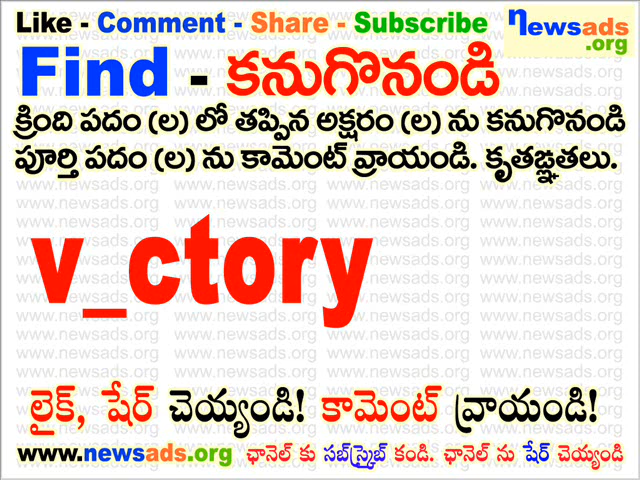 Like - Comment - Share - Subscribe
newsads
.org
Find - కనుగొనండి
క్రింది పదం (ల) లో తప్పిన అక్షరం (ల) ను కనుగొనండి
పూర్తి పదం (ల) ను కామెంట్ వ్రాయండి. కృతఙ్ఞతలు.
v_ctory
లైక్, షేర్ చెయ్యండి! కామెంట్ వ్రాయండి!
www.newsads.org ఛానెల్ కు సబ్‌స్క్రైబ్ కండి. ఛానెల్ ను షేర్ చెయ్యండి